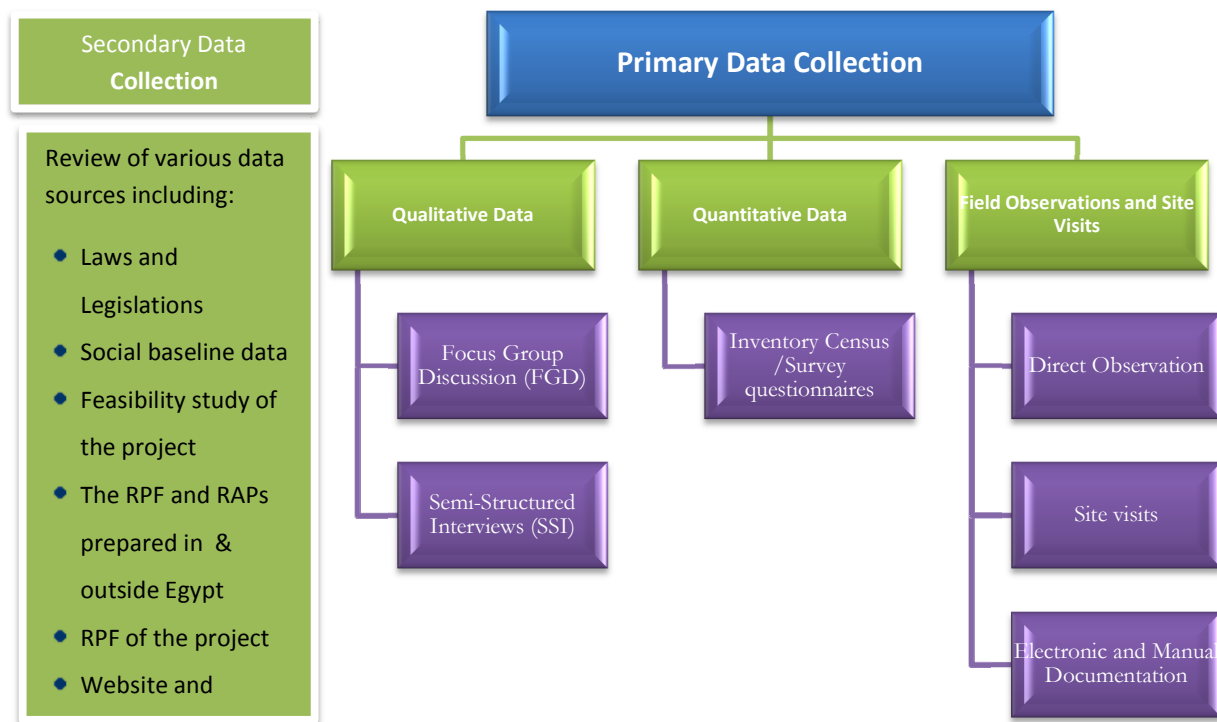 Secondary Data
Collection
Review of various data
sources including:
Laws and
Legislations
Social baseline data
Feasibility study of
the project
The RPF and RAPs
prepared in &
outside Egypt
RPF of the project
Website and
Primary Data Collection
Qualitative Data
Focus Group
Discussion (FGD)
Semi-Structured
Interviews (SSI)
Quantitative Data
Inventory Census
/Survey
questionnaires
Field Observations and Site
Visits
Direct Observation
Site visits
Electronic and Manual
Documentation